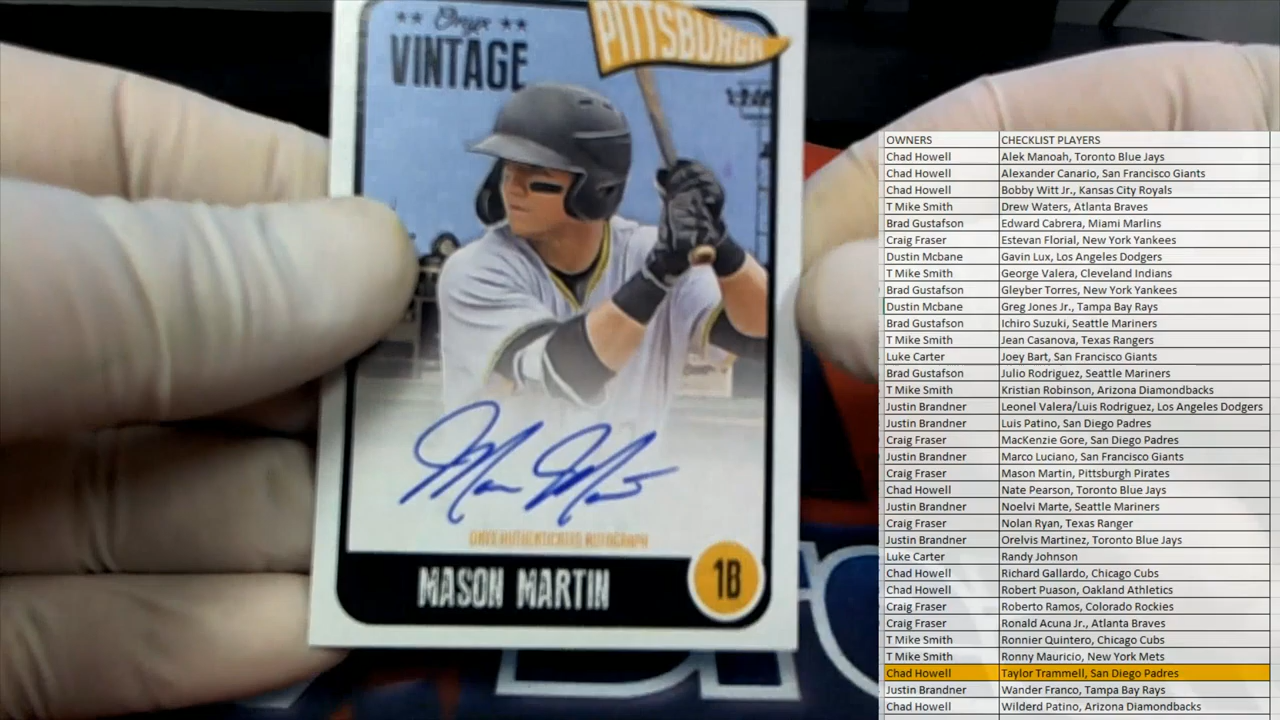 ★★ Onyx ★★
VINTAGE
PITTSBURGH
Mason Martin
ONYX AUTHENTICATED AUTOGRAPH
MASON MARTIN
1B
OWNERS CHECKLIST PLAYERS
Chad Howell Alek Manoah, Toronto Blue Jays
Chad Howell Alexander Canario, San Francisco Giants
Chad Howell Bobby Witt Jr., Kansas City Royals
T Mike Smith Drew Waters, Atlanta Braves
Brad Gustafson Edward Cabrera, Miami Marlins
Craig Fraser Estevan Florial, New York Yankees
Dustin Mcbane Gavin Lux, Los Angeles Dodgers
T Mike Smith George Valera, Cleveland Indians
Brad Gustafson Gleyber Torres, New York Yankees
Dustin Mcbane Greg Jones Jr., Tampa Bay Rays
Brad Gustafson Ichiro Suzuki, Seattle Mariners
T Mike Smith Jean Casanova, Texas Rangers
Luke Carter Joey Bart, San Francisco Giants
Brad Gustafson Julio Rodriguez, Seattle Mariners
T Mike Smith Kristian Robinson, Arizona Diamondbacks
Justin Brandner Leonel Valera/Luis Rodriguez, Los Angeles Dodgers
Justin Brandner Luis Patino, San Diego Padres
Craig Fraser MacKenzie Gore, San Diego Padres
Justin Brandner Marco Luciano, San Francisco Giants
Craig Fraser Mason Martin, Pittsburgh Pirates
Chad Howell Nate Pearson, Toronto Blue Jays
Justin Brandner Noelvi Marte, Seattle Mariners
Craig Fraser Nolan Ryan, Texas Ranger
Justin Brandner Orelvis Martinez, Toronto Blue Jays
Luke Carter Randy Johnson
Chad Howell Richard Gallardo, Chicago Cubs
Chad Howell Robert Puason, Oakland Athletics
Craig Fraser Roberto Ramos, Colorado Rockies
Craig Fraser Ronald Acuna Jr., Atlanta Braves
T Mike Smith Ronnier Quintero, Chicago Cubs
T Mike Smith Ronny Mauricio, New York Mets
Chad Howell Taylor Trammell, San Diego Padres
Justin Brandner Wander Franco, Tampa Bay Rays
Chad Howell Wilderd Patino, Arizona Diamondbacks